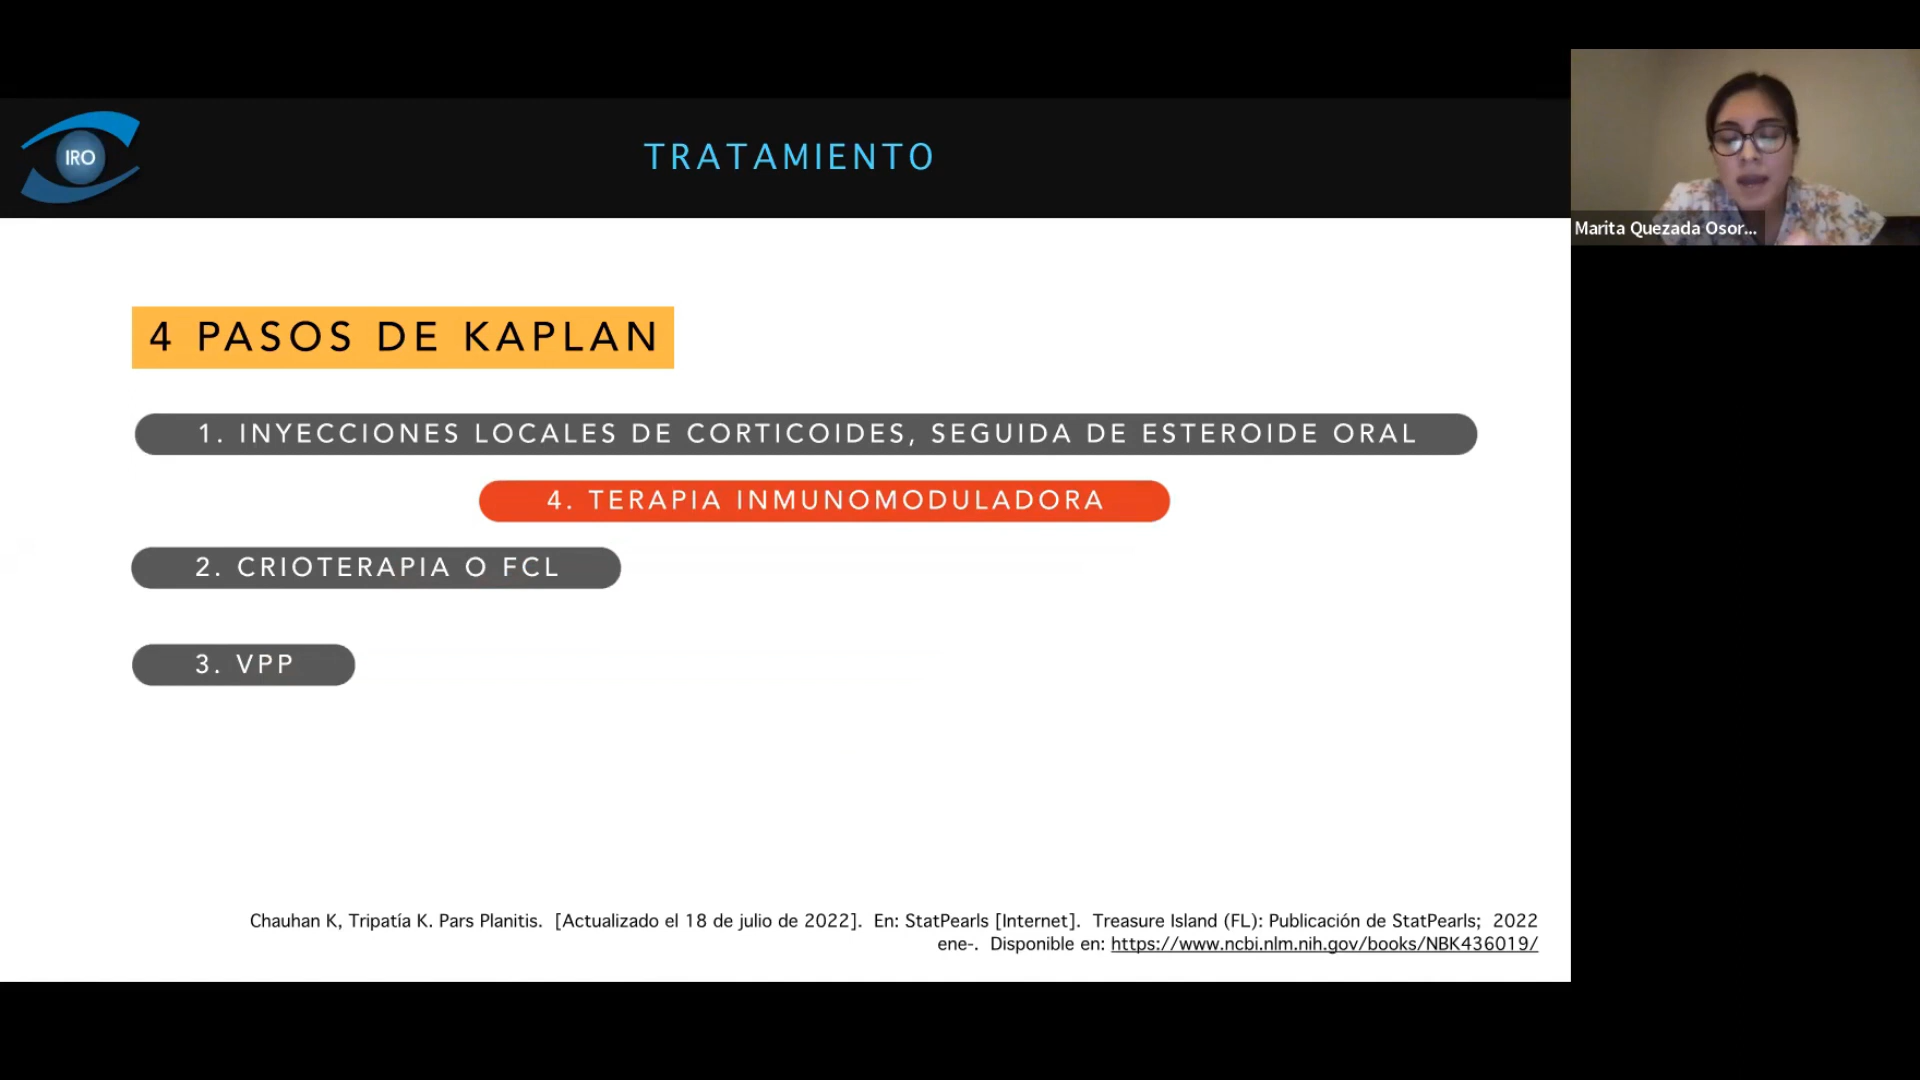 IRO
TRATAMIENTO
Marita Quezada Osor...
4 PASOS DE KAPLAN
1. INYECCIONES LOCALES DE CORTICOIDES, SEGUIDA DE ESTEROIDE ORAL
4. TERAPIA INMUNOMODULADORA
2. CRIOTERAPIA O FCL
3. VPP
Chauhan K, Tripatía K. Pars Planitis. [Actualizado el 18 de julio de 2022]. En: StatPearls [Internet]. Treasure Island (FL): Publicación de StatPearls; 2022
ene-. Disponible en: https://www.ncbi.nlm.nih.gov/books/NBK436019/